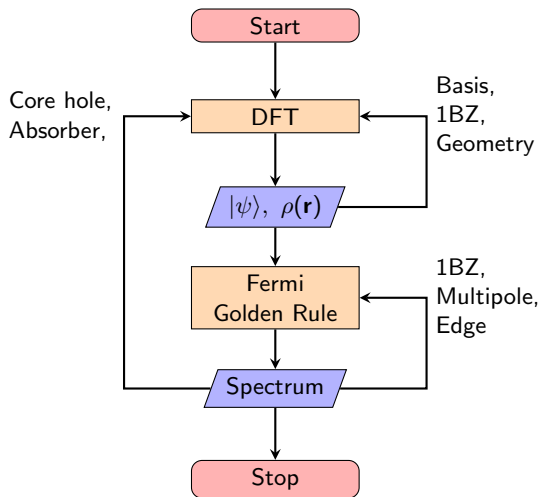 Start
Core hole,
Absorber,
DFT
Basis,
1BZ,
Geometry
|ψ⟩, ρ(r)
Fermi
Golden Rule
1BZ,
Multipole,
Edge
Spectrum
Stop